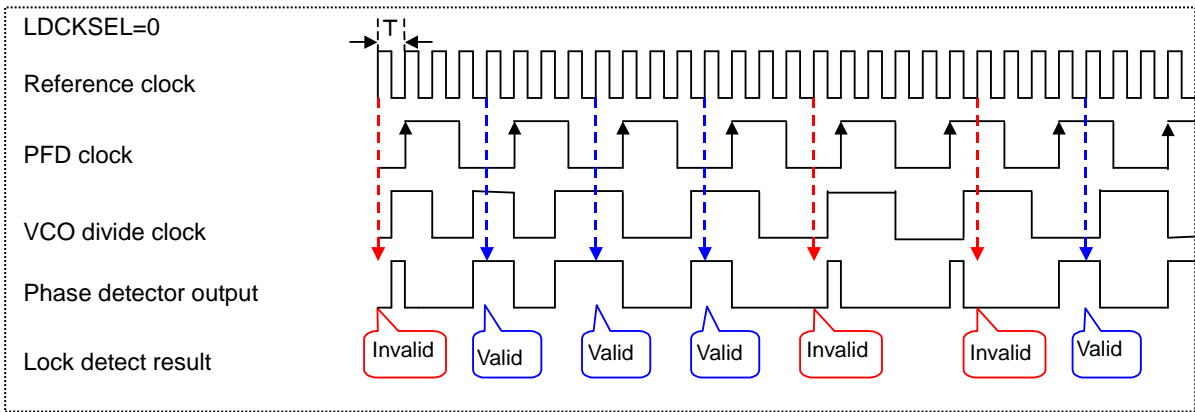 LDCKSEL=0
T
Reference clock
PFD clock
VCO divide clock
Phase detector output
Lock detect result
Invalid
Valid
Valid
Valid
Invalid
Invalid
Valid